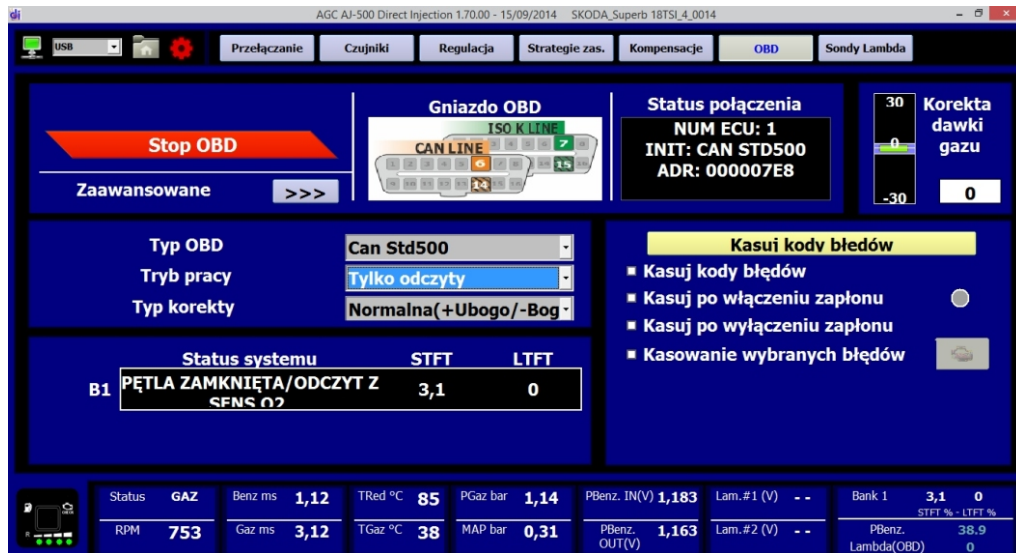 di
AGC AJ-500 Direct Injection 1.70.00 - 15/09/2014 SKODA_Superb 18TSI_4_0014
USB
Przełączanie
Czujniki
Regulacja
Strategie zas.
Kompensacje
OBD
Sondy Lambda
Stop OBD
Zaawansowane
>>>
Gniazdo OBD
ISO K LINE
CAN LINE
7
15
6
14
Status połączenia
NUM ECU: 1
INIT: CAN STD500
ADR: 000007E8
30
0
-30
Korekta
dawki
gazu
0
Typ OBD
Can Std500
Tryb pracy
Tylko odczyty
Typ korekty
Normalna(+Ubogo/-Bog
Kasuj kody błedów
Kasuj kody błędów
Kasuj po włączeniu zapłonu
Kasuj po wyłączeniu zapłonu
Kasowanie wybranych błędów
Status systemu STFT LTFT
B1
PĘTLA ZAMKNIĘTA/ODCZYT Z
SENS O2
3,1
0
R
Status GAZ
RPM 753
Benz ms 1,12
Gaz ms 3,12
TRed °C 85
TGaz °C 38
PGaz bar 1,14
MAP bar 0,31
PBenz. IN(V) 1,183
PBenz.
OUT(V)
1,163
Lam.#1 (V) - -
Lam.#2 (V) - -
Bank 1 3,1 0
STFT % - LTFT %
PBenz. 38.9
Lambda(OBD) 0